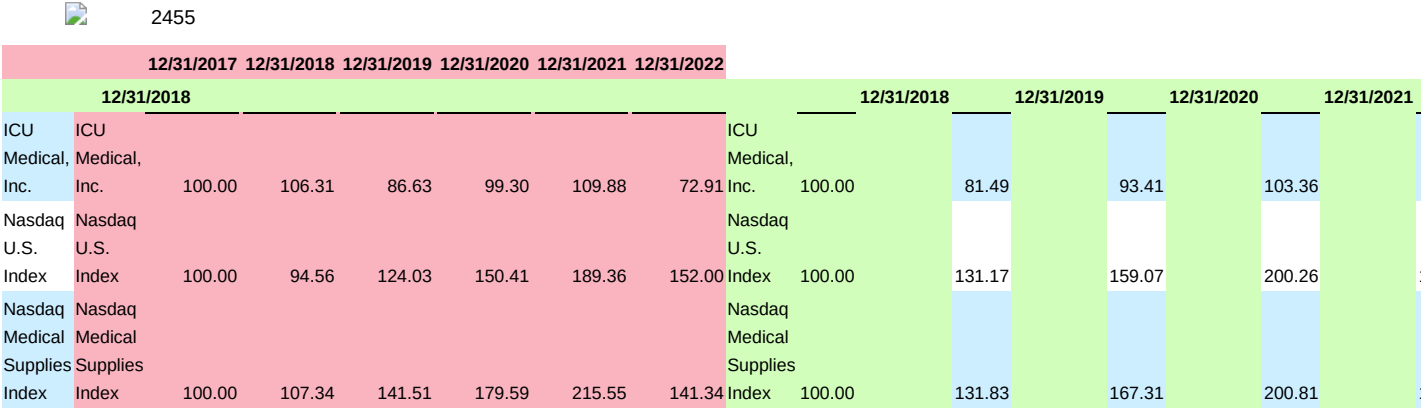 2455
12/31/2017 12/31/2018 12/31/2019 12/31/2020 12/31/2021 12/31/2022
12/31/2018 12/31/2018 12/31/2019 12/31/2020 12/31/2021
ICU ICU ICU
Medical, Medical, Medical,
Inc. Inc. 100.00 106.31 86.63 99.30 109.88 72.91 Inc. 100.00 81.49 93.41 103.36
Nasdaq Nasdaq Nasdaq
U.S. U.S. U.S.
Index Index 100.00 94.56 124.03 150.41 189.36 152.00 Index 100.00 131.17 159.07 200.26
Nasdaq Nasdaq Nasdaq
Medical Medical Medical
Supplies Supplies Supplies
Index Index 100.00 107.34 141.51 179.59 215.55 141.34 Index 100.00 131.83 167.31 200.81